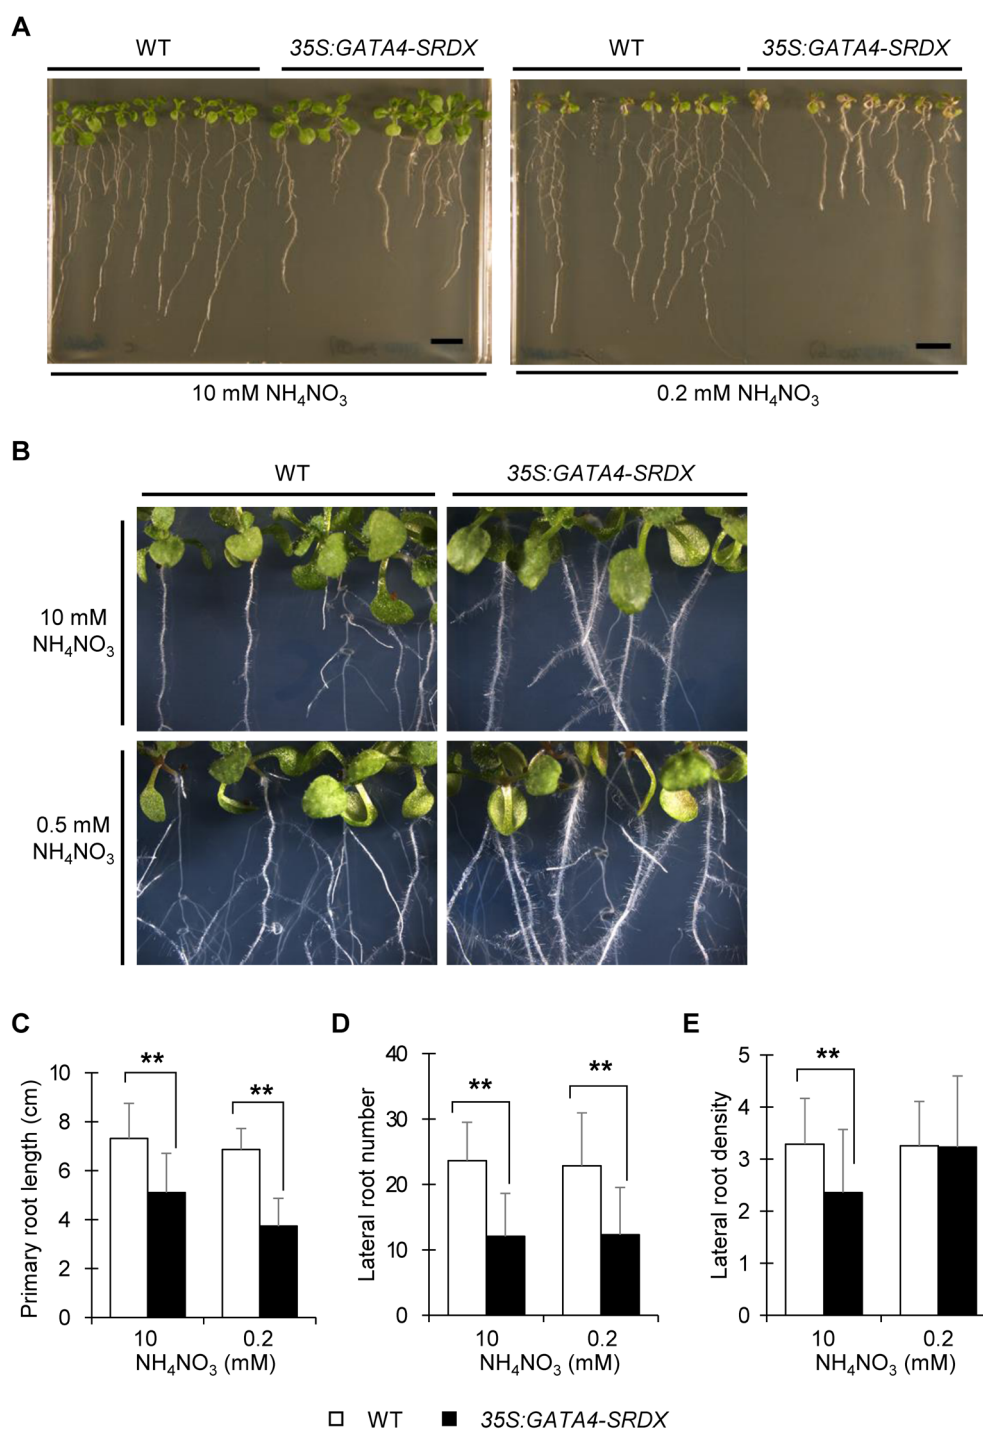 A
WT
35S:GATA4-SRDX
WT
35S:GATA4-SRDX
10 mM NH₄NO₃
0.2 mM NH₄NO₃
B
WT
35S:GATA4-SRDX
10 mM
NH₄NO₃
0.5 mM
NH₄NO₃
C
Primary root length (cm)
10
8
6
4
2
0
**
**
10
0.2
NH₄NO₃ (mM)
D
Lateral root number
40
30
20
10
0
**
**
10
0.2
NH₄NO₃ (mM)
E
Lateral root density
5
4
3
2
1
0
**
10
0.2
NH₄NO₃ (mM)
WT
35S:GATA4-SRDX